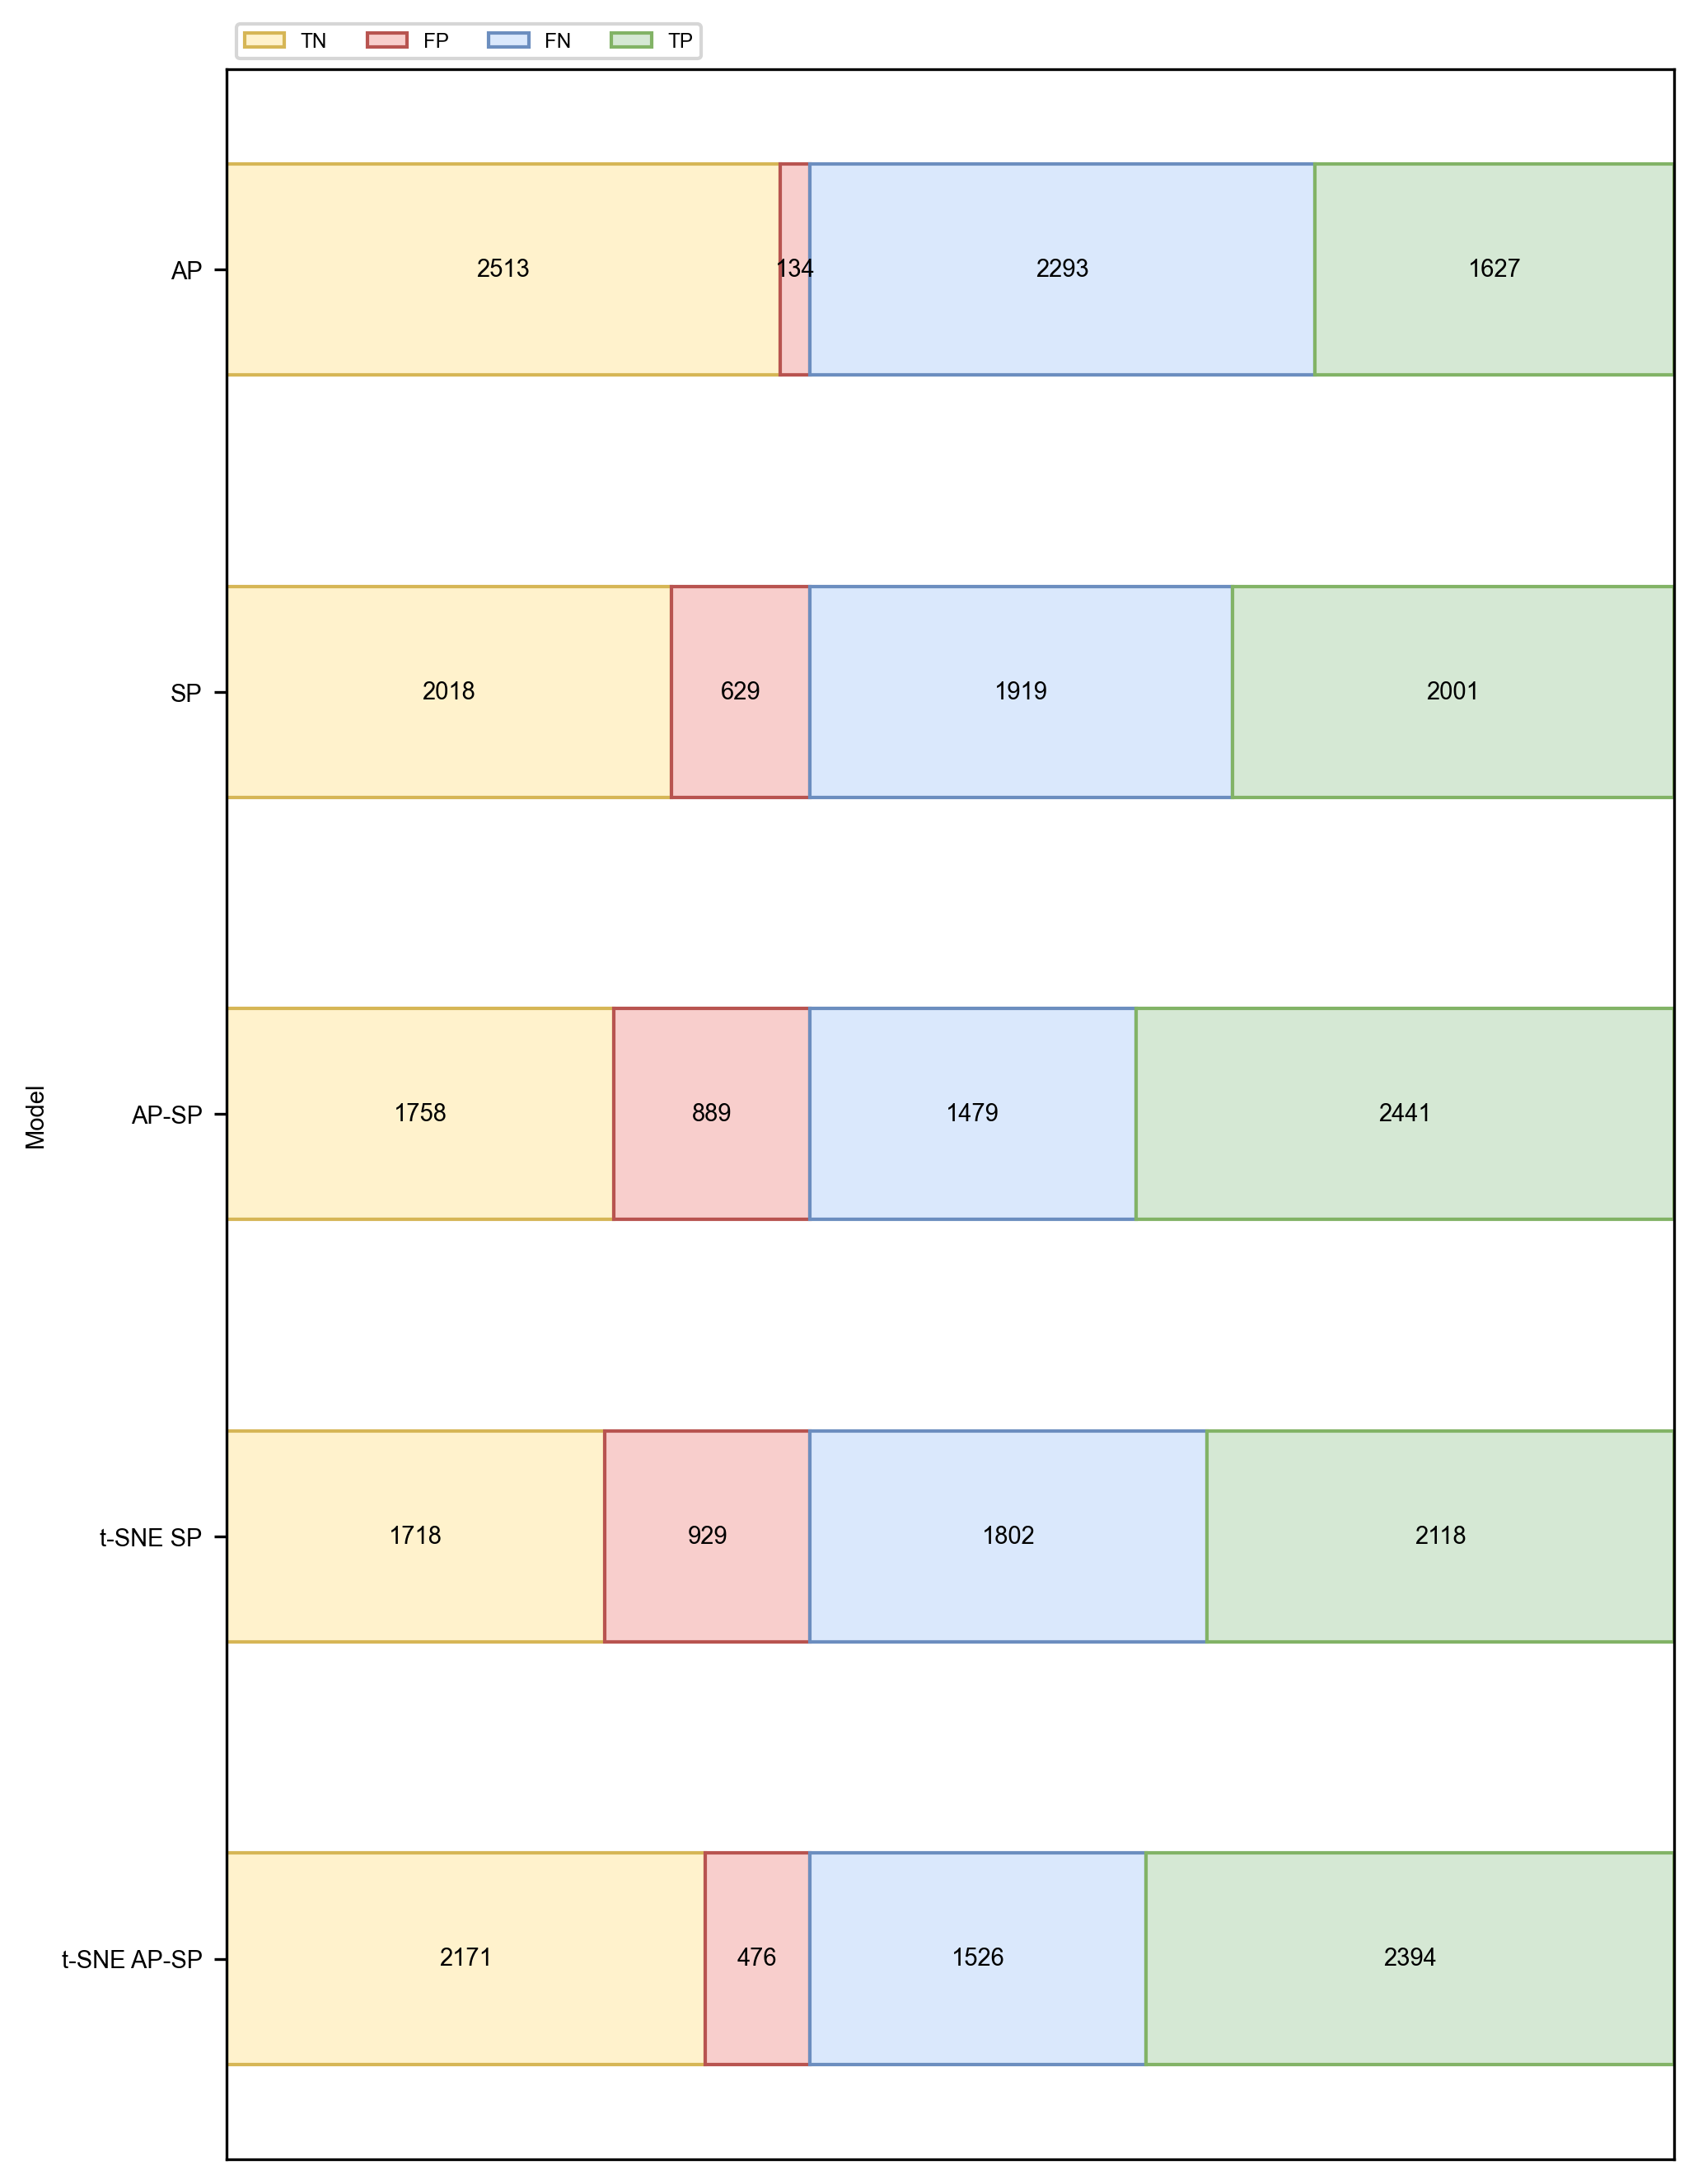 TN FP FN TP
AP 2513 134 2293 1627
SP 2018 629 1919 2001
AP-SP 1758 889 1479 2441
Model
t-SNE SP 1718 929 1802 2118
t-SNE AP-SP 2171 476 1526 2394